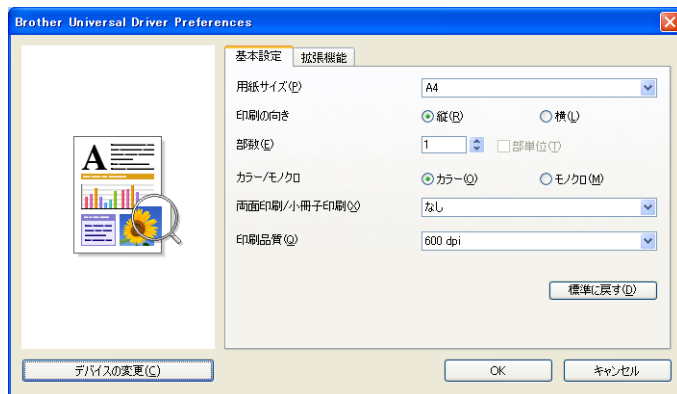 Brother Universal Driver Preferences
基本設定 拡張機能
用紙サイズ(P) A4
印刷の向き 縦(R) 横(L)
部数(E) 1 部単位(T)
カラー/モノクロ カラー(O) モノクロ(M)
両面印刷/小冊子印刷(X) なし
印刷品質(Q) 600 dpi
標準に戻す(D)
デバイスの変更(C) OK キャンセル
A